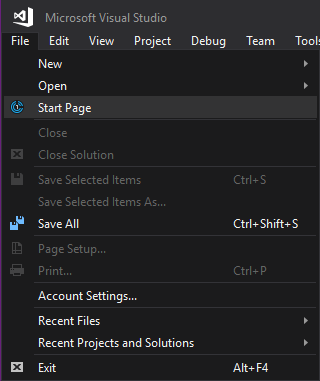 Microsoft Visual Studio
File Edit View Project Debug Team Tools
New
Open
Start Page
Close
Close Solution
Save Selected Items Ctrl+S
Save Selected Items As...
Save All Ctrl+Shift+S
Page Setup...
Print... Ctrl+P
Account Settings...
Recent Files
Recent Projects and Solutions
Exit Alt+F4